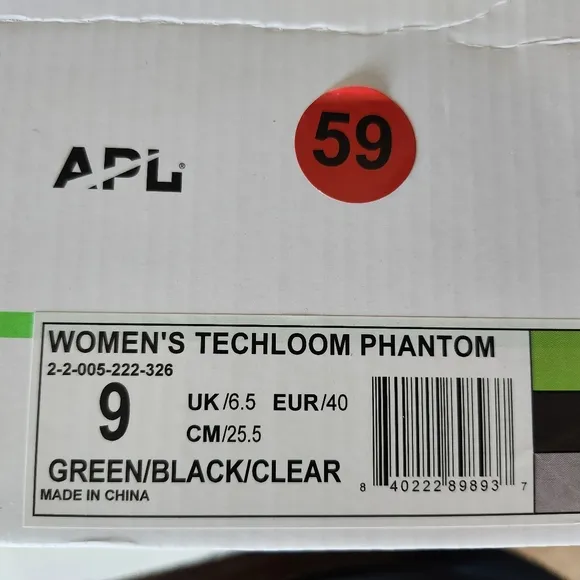 59
APL®
WOMEN'S TECHLOOM PHANTOM
2-2-005-222-326
9
UK/6.5 EUR/40
CM/25.5
GREEN/BLACK/CLEAR
MADE IN CHINA
8 40222 89893 7